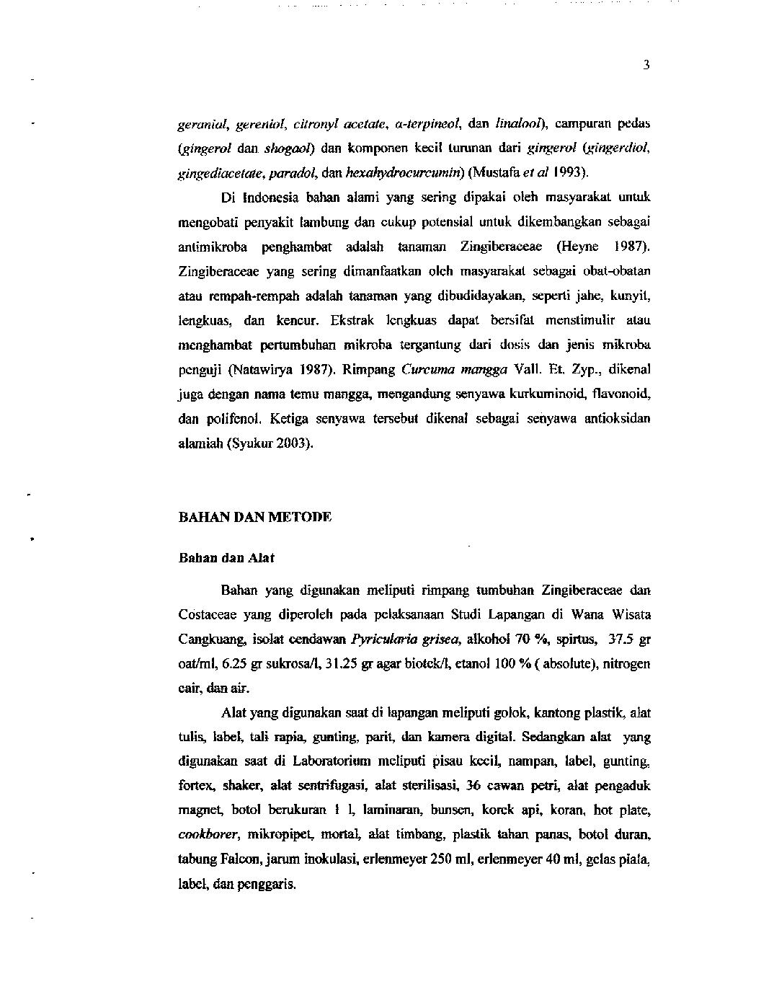 3
geranial, gereniol, citronyl acetate, α-terpineol, dan linalool), campuran pedas
(gingerol dan shogaol) dan komponen kecil turunan dari gingerol (gingerdiol,
gingediacetate, paradol, dan hexahydrocurcumin) (Mustafa et al 1993).
Di Indonesia bahan alami yang sering dipakai oleh masyarakat untuk
mengobati penyakit lambung dan cukup potensial untuk dikembangkan sebagai
antimikroba penghambat adalah tanaman Zingiberaceae (Heyne 1987).
Zingiberaceae yang sering dimanfaatkan oleh masyarakat sebagai obat-obatan
atau rempah-rempah adalah tanaman yang dibudidayakan, seperti jahe, kunyit,
lengkuas, dan kencur. Ekstrak lengkuas dapat bersifat menstimulir atau
menghambat pertumbuhan mikroba tergantung dari dosis dan jenis mikroba
penguji (Natawirya 1987). Rimpang Curcuma mangga Vall. Et. Zyp., dikenal
juga dengan nama temu mangga, mengandung senyawa kurkuminoid, flavonoid,
dan polifenol. Ketiga senyawa tersebut dikenal sebagai senyawa antioksidan
alamiah (Syukur 2003).
BAHAN DAN METODE
Bahan dan Alat
Bahan yang digunakan meliputi rimpang tumbuhan Zingiberaceae dan
Costaceae yang diperoleh pada pelaksanaan Studi Lapangan di Wana Wisata
Cangkuang, isolat cendawan Pyricularia grisea, alkohol 70 %, spirtus, 37.5 gr
oat/ml, 6.25 gr sukrosa/l, 31.25 gr agar biotek/l, etanol 100 % ( absolute), nitrogen
cair, dan air.
Alat yang digunakan saat di lapangan meliputi golok, kantong plastik, alat
tulis, label, tali rapia, gunting, parit, dan kamera digital. Sedangkan alat yang
digunakan saat di Laboratorium meliputi pisau kecil, nampan, label, gunting,
fortex, shaker, alat sentrifugasi, alat sterilisasi, 36 cawan petri, alat pengaduk
magnet, botol berukuran 1 l, laminaran, bunsen, korek api, koran, hot plate,
cookborer, mikropipet, mortal, alat timbang, plastik tahan panas, botol duran,
tabung Falcon, jarum inokulasi, erlenmeyer 250 ml, erlenmeyer 40 ml, gelas piala,
label, dan penggaris.